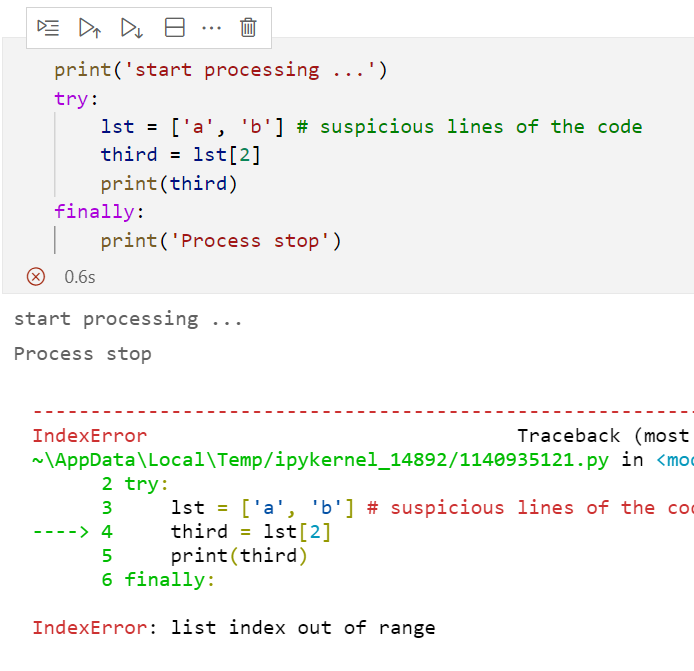 print('start processing ...')
try:
    lst = ['a', 'b'] # suspicious lines of the code
    third = lst[2]
    print(third)
finally:
    print('Process stop')
0.6s
start processing ...
Process stop
---------------------------------------------------------
IndexError                                Traceback (most
~\AppData\Local\Temp/ipykernel_14892/1140935121.py in <mod
      2 try:
      3     lst = ['a', 'b'] # suspicious lines of the cod
----> 4     third = lst[2]
      5     print(third)
      6 finally:
IndexError: list index out of range